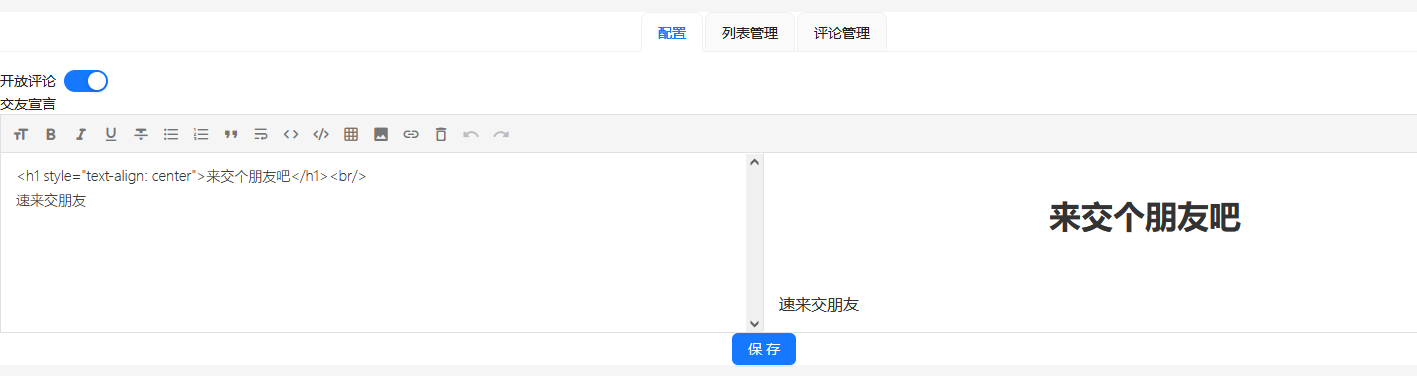 配置 列表管理 评论管理
开放评论
交友宣言
<h1 style="text-align: center">来交个朋友吧</h1><br/>
速来交朋友
来交个朋友吧
速来交朋友
保 存